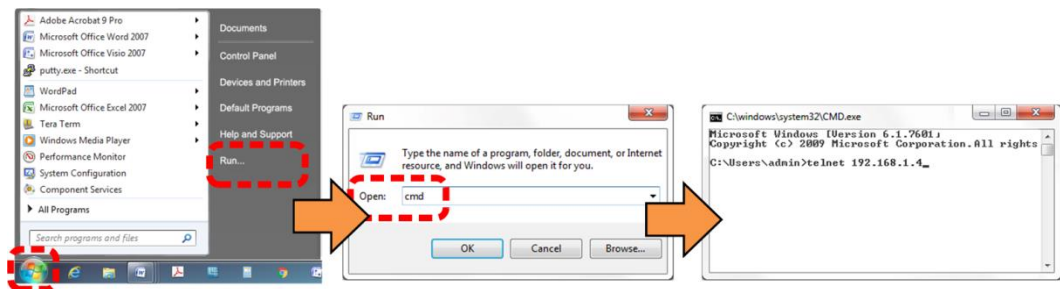 Adobe Acrobat 9 Pro
Microsoft Office Word 2007
Microsoft Office Visio 2007
putty.exe - Shortcut
WordPad
Microsoft Office Excel 2007
Tera Term
Windows Media Player
Performance Monitor
System Configuration
Component Services
All Programs
Search programs and files
Documents
Control Panel
Devices and Printers
Default Programs
Help and Support
Run...
Run
Type the name of a program, folder, document, or Internet
resource, and Windows will open it for you.
Open: cmd
OK Cancel Browse...
C:\windows\system32\CMD.exe
Microsoft Windows [Version 6.1.7601]
Copyright (c) 2009 Microsoft Corporation. All rights
C:\Users\admin>telnet 192.168.1.4_